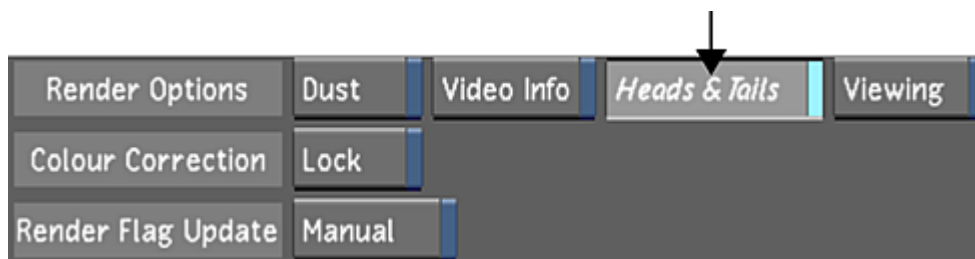 Render Options Dust Video Info Heads & Tails Viewing
Colour Correction Lock
Render Flag Update Manual